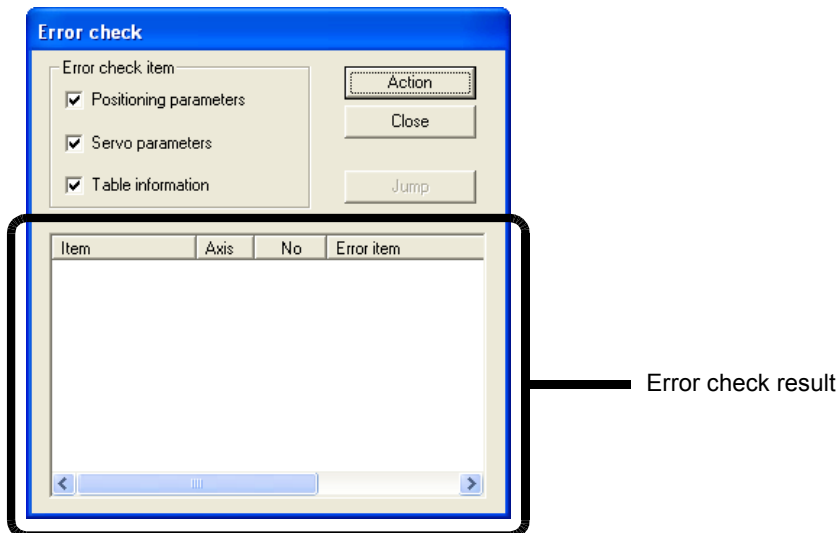 Error check
Error check item
Positioning parameters
Servo parameters
Table information
Action
Close
Jump
Item Axis No Error item
Error check result